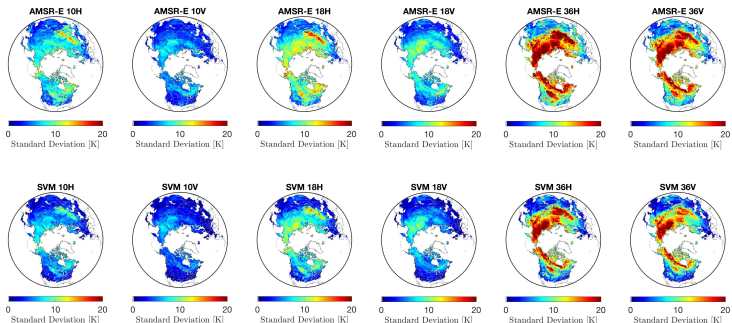 AMSR-E 10H AMSR-E 10V AMSR-E 18H AMSR-E 18V AMSR-E 36H AMSR-E 36V
0 10 20 0 10 20 0 10 20 0 10 20 0 10 20 0 10 20
Standard Deviation [K] Standard Deviation [K] Standard Deviation [K] Standard Deviation [K] Standard Deviation [K] Standard Deviation [K]
SVM 10H SVM 10V SVM 18H SVM 18V SVM 36H SVM 36V
0 10 20 0 10 20 0 10 20 0 10 20 0 10 20 0 10 20
Standard Deviation [K] Standard Deviation [K] Standard Deviation [K] Standard Deviation [K] Standard Deviation [K] Standard Deviation [K]